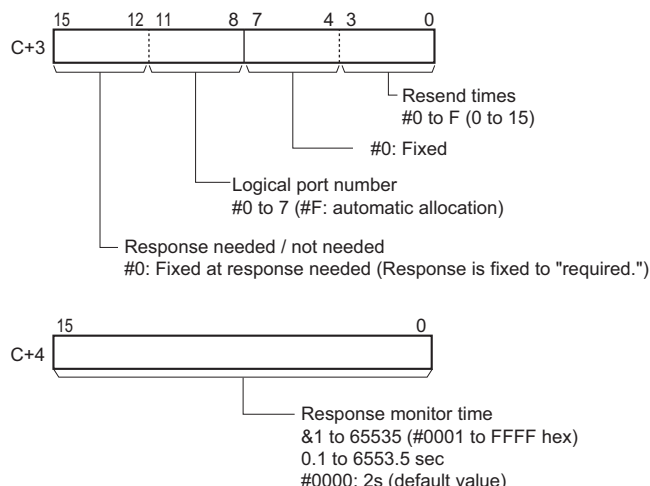 15 12 11 8 7 4 3 0
C+3
Resend times
#0 to F (0 to 15)
#0: Fixed
Logical port number
#0 to 7 (#F: automatic allocation)
Response needed / not needed
#0: Fixed at response needed (Response is fixed to "required.")
15 0
C+4
Response monitor time
&1 to 65535 (#0001 to FFFF hex)
0.1 to 6553.5 sec
#0000: 2s (default value)